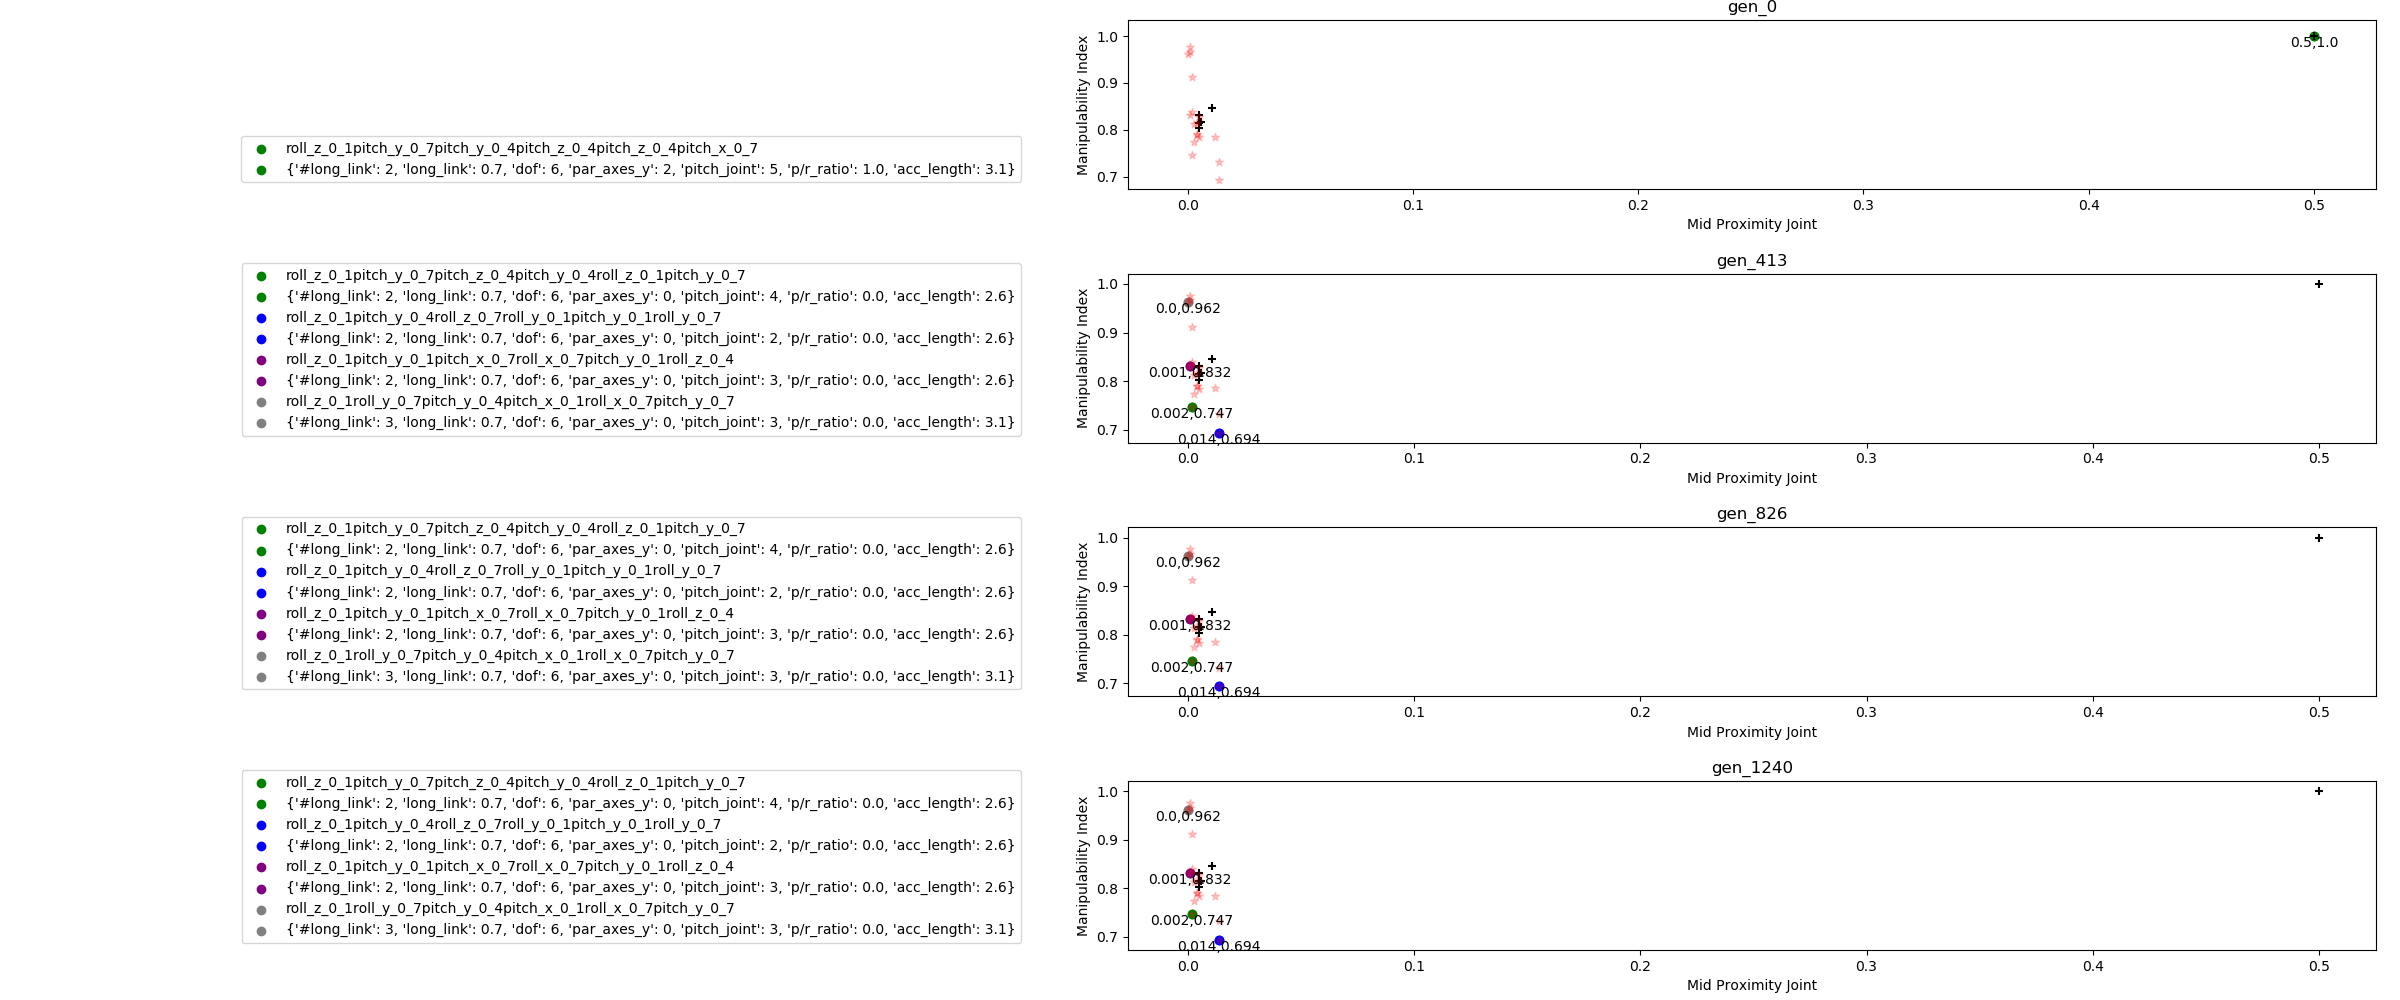 gen_0
1.0
0.9
0.8
0.7
Manipulability Index
0.5,1.0
0.0 0.1 0.2 0.3 0.4 0.5
Mid Proximity Joint
roll_z_0_1pitch_y_0_7pitch_y_0_4pitch_z_0_4pitch_z_0_4pitch_x_0_7
{'#long_link': 2, 'long_link': 0.7, 'dof': 6, 'par_axes_y': 2, 'pitch_joint': 5, 'p/r_ratio': 1.0, 'acc_length': 3.1}
gen_413
roll_z_0_1pitch_y_0_7pitch_z_0_4pitch_y_0_4roll_z_0_1pitch_y_0_7
{'#long_link': 2, 'long_link': 0.7, 'dof': 6, 'par_axes_y': 0, 'pitch_joint': 4, 'p/r_ratio': 0.0, 'acc_length': 2.6}
roll_z_0_1pitch_y_0_4roll_z_0_7roll_y_0_1pitch_y_0_1roll_y_0_7
{'#long_link': 2, 'long_link': 0.7, 'dof': 6, 'par_axes_y': 0, 'pitch_joint': 2, 'p/r_ratio': 0.0, 'acc_length': 2.6}
roll_z_0_1pitch_y_0_1pitch_x_0_7roll_x_0_7pitch_y_0_1roll_z_0_4
{'#long_link': 2, 'long_link': 0.7, 'dof': 6, 'par_axes_y': 0, 'pitch_joint': 3, 'p/r_ratio': 0.0, 'acc_length': 2.6}
roll_z_0_1roll_y_0_7pitch_y_0_4pitch_x_0_1roll_x_0_7pitch_y_0_7
{'#long_link': 3, 'long_link': 0.7, 'dof': 6, 'par_axes_y': 0, 'pitch_joint': 3, 'p/r_ratio': 0.0, 'acc_length': 3.1}
1.0
0.9
0.8
0.7
Manipulability Index
0.0,0.962
0.001,0.832
0.002,0.747
0.014,0.694
0.0 0.1 0.2 0.3 0.4 0.5
Mid Proximity Joint
gen_826
roll_z_0_1pitch_y_0_7pitch_z_0_4pitch_y_0_4roll_z_0_1pitch_y_0_7
{'#long_link': 2, 'long_link': 0.7, 'dof': 6, 'par_axes_y': 0, 'pitch_joint': 4, 'p/r_ratio': 0.0, 'acc_length': 2.6}
roll_z_0_1pitch_y_0_4roll_z_0_7roll_y_0_1pitch_y_0_1roll_y_0_7
{'#long_link': 2, 'long_link': 0.7, 'dof': 6, 'par_axes_y': 0, 'pitch_joint': 2, 'p/r_ratio': 0.0, 'acc_length': 2.6}
roll_z_0_1pitch_y_0_1pitch_x_0_7roll_x_0_7pitch_y_0_1roll_z_0_4
{'#long_link': 2, 'long_link': 0.7, 'dof': 6, 'par_axes_y': 0, 'pitch_joint': 3, 'p/r_ratio': 0.0, 'acc_length': 2.6}
roll_z_0_1roll_y_0_7pitch_y_0_4pitch_x_0_1roll_x_0_7pitch_y_0_7
{'#long_link': 3, 'long_link': 0.7, 'dof': 6, 'par_axes_y': 0, 'pitch_joint': 3, 'p/r_ratio': 0.0, 'acc_length': 3.1}
1.0
0.9
0.8
0.7
Manipulability Index
0.0,0.962
0.001,0.832
0.002,0.747
0.014,0.694
0.0 0.1 0.2 0.3 0.4 0.5
Mid Proximity Joint
gen_1240
roll_z_0_1pitch_y_0_7pitch_z_0_4pitch_y_0_4roll_z_0_1pitch_y_0_7
{'#long_link': 2, 'long_link': 0.7, 'dof': 6, 'par_axes_y': 0, 'pitch_joint': 4, 'p/r_ratio': 0.0, 'acc_length': 2.6}
roll_z_0_1pitch_y_0_4roll_z_0_7roll_y_0_1pitch_y_0_1roll_y_0_7
{'#long_link': 2, 'long_link': 0.7, 'dof': 6, 'par_axes_y': 0, 'pitch_joint': 2, 'p/r_ratio': 0.0, 'acc_length': 2.6}
roll_z_0_1pitch_y_0_1pitch_x_0_7roll_x_0_7pitch_y_0_1roll_z_0_4
{'#long_link': 2, 'long_link': 0.7, 'dof': 6, 'par_axes_y': 0, 'pitch_joint': 3, 'p/r_ratio': 0.0, 'acc_length': 2.6}
roll_z_0_1roll_y_0_7pitch_y_0_4pitch_x_0_1roll_x_0_7pitch_y_0_7
{'#long_link': 3, 'long_link': 0.7, 'dof': 6, 'par_axes_y': 0, 'pitch_joint': 3, 'p/r_ratio': 0.0, 'acc_length': 3.1}
1.0
0.9
0.8
0.7
Manipulability Index
0.0,0.962
0.001,0.832
0.002,0.747
0.014,0.694
0.0 0.1 0.2 0.3 0.4 0.5
Mid Proximity Joint